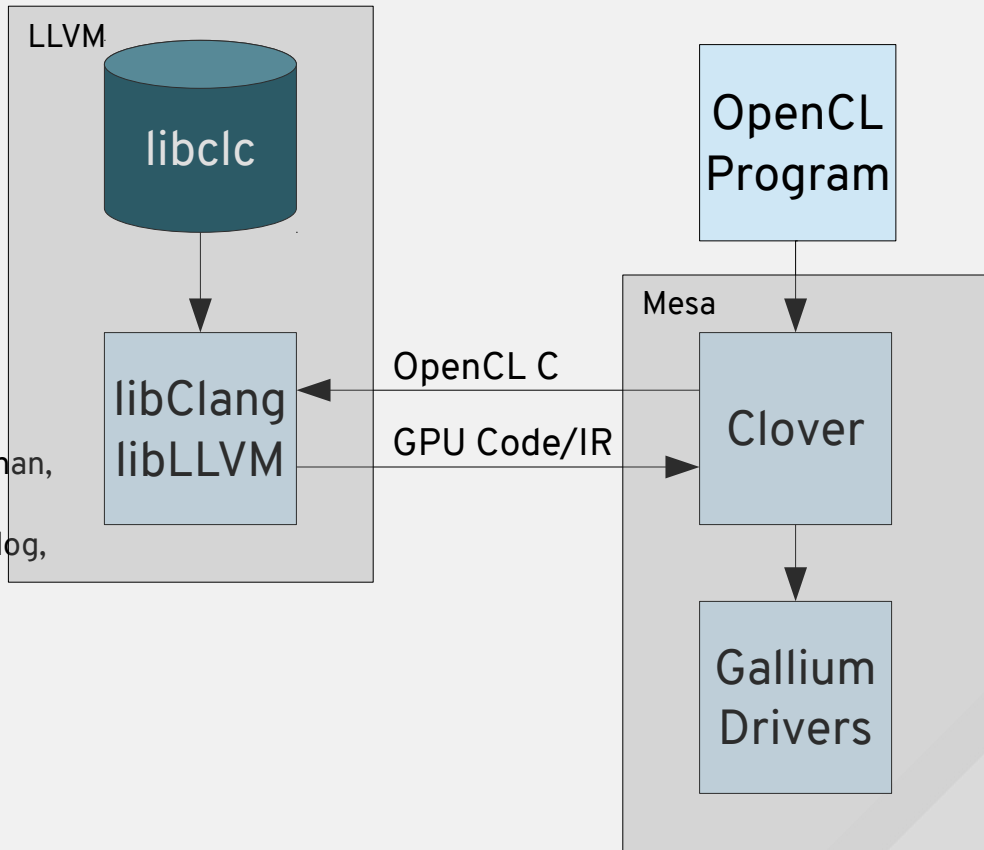 LLVM
libclc
OpenCL
Program
Mesa
OpenCL C
libClang
libLLVM
GPU Code/IR
Clover
Gallium
Drivers